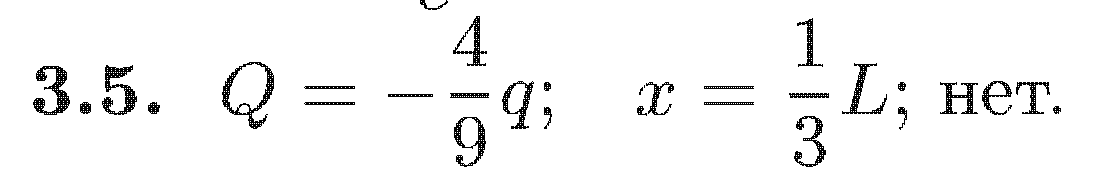 3.5. Q = −4/9 q; x = 1/3 L; нет.